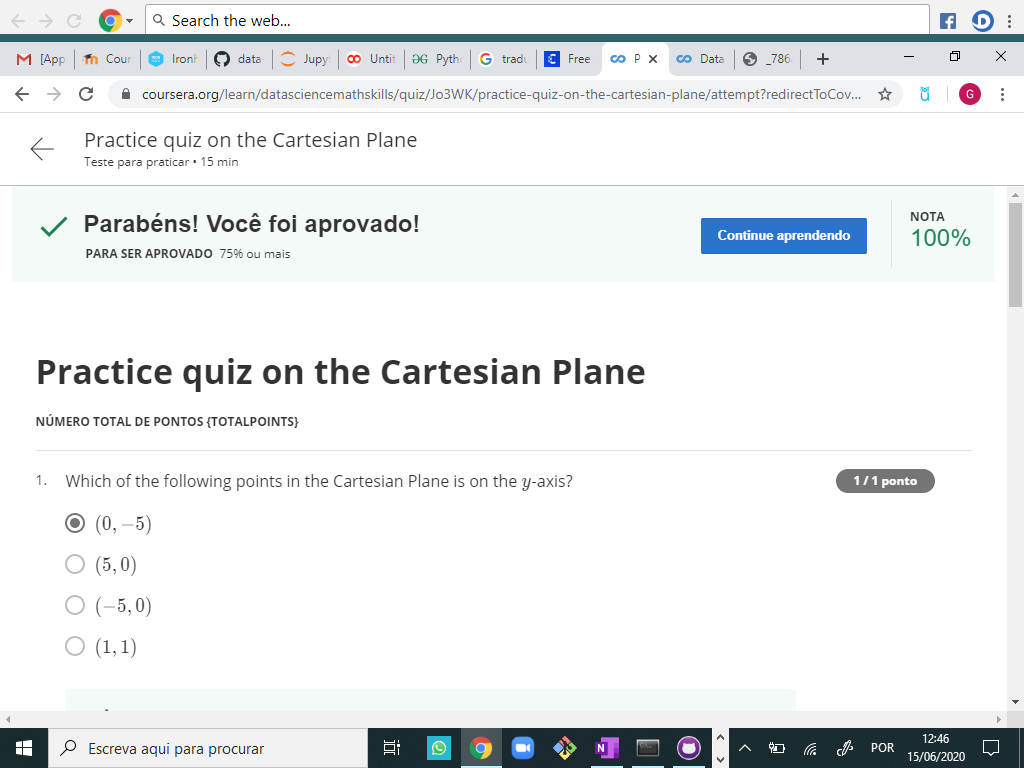 Search the web...
[App
Cour
Ironh
data-
Jupy
Untit
Pyth
tradu
Free
P
Data
_786
coursera.org/learn/datasciencemathskills/quiz/Jo3WK/practice-quiz-on-the-cartesian-plane/attempt?redirectToCov...
G
Practice quiz on the Cartesian Plane
Teste para praticar • 15 min
Parabéns! Você foi aprovado!
PARA SER APROVADO 75% ou mais
Continue aprendendo
NOTA
100%
Practice quiz on the Cartesian Plane
NÚMERO TOTAL DE PONTOS {TOTALPOINTS}
1. Which of the following points in the Cartesian Plane is on the y-axis?
1 / 1 ponto
(0, −5)
(5, 0)
(−5, 0)
(1, 1)
Escreva aqui para procurar
POR
12:46
15/06/2020